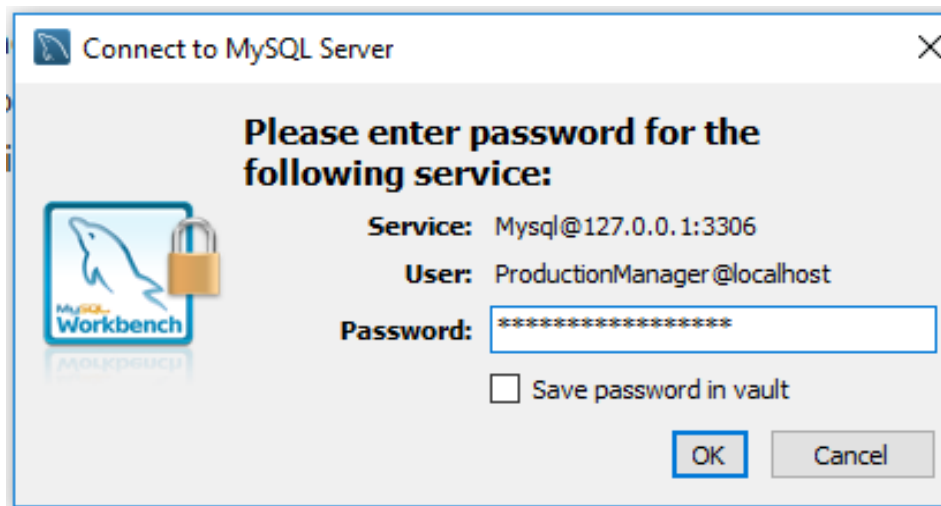 Connect to MySQL Server
Please enter password for the
following service:
Service: Mysql@127.0.0.1:3306
User: ProductionManager@localhost
Password: *****************
Save password in vault
OK Cancel
MySQL
Workbench